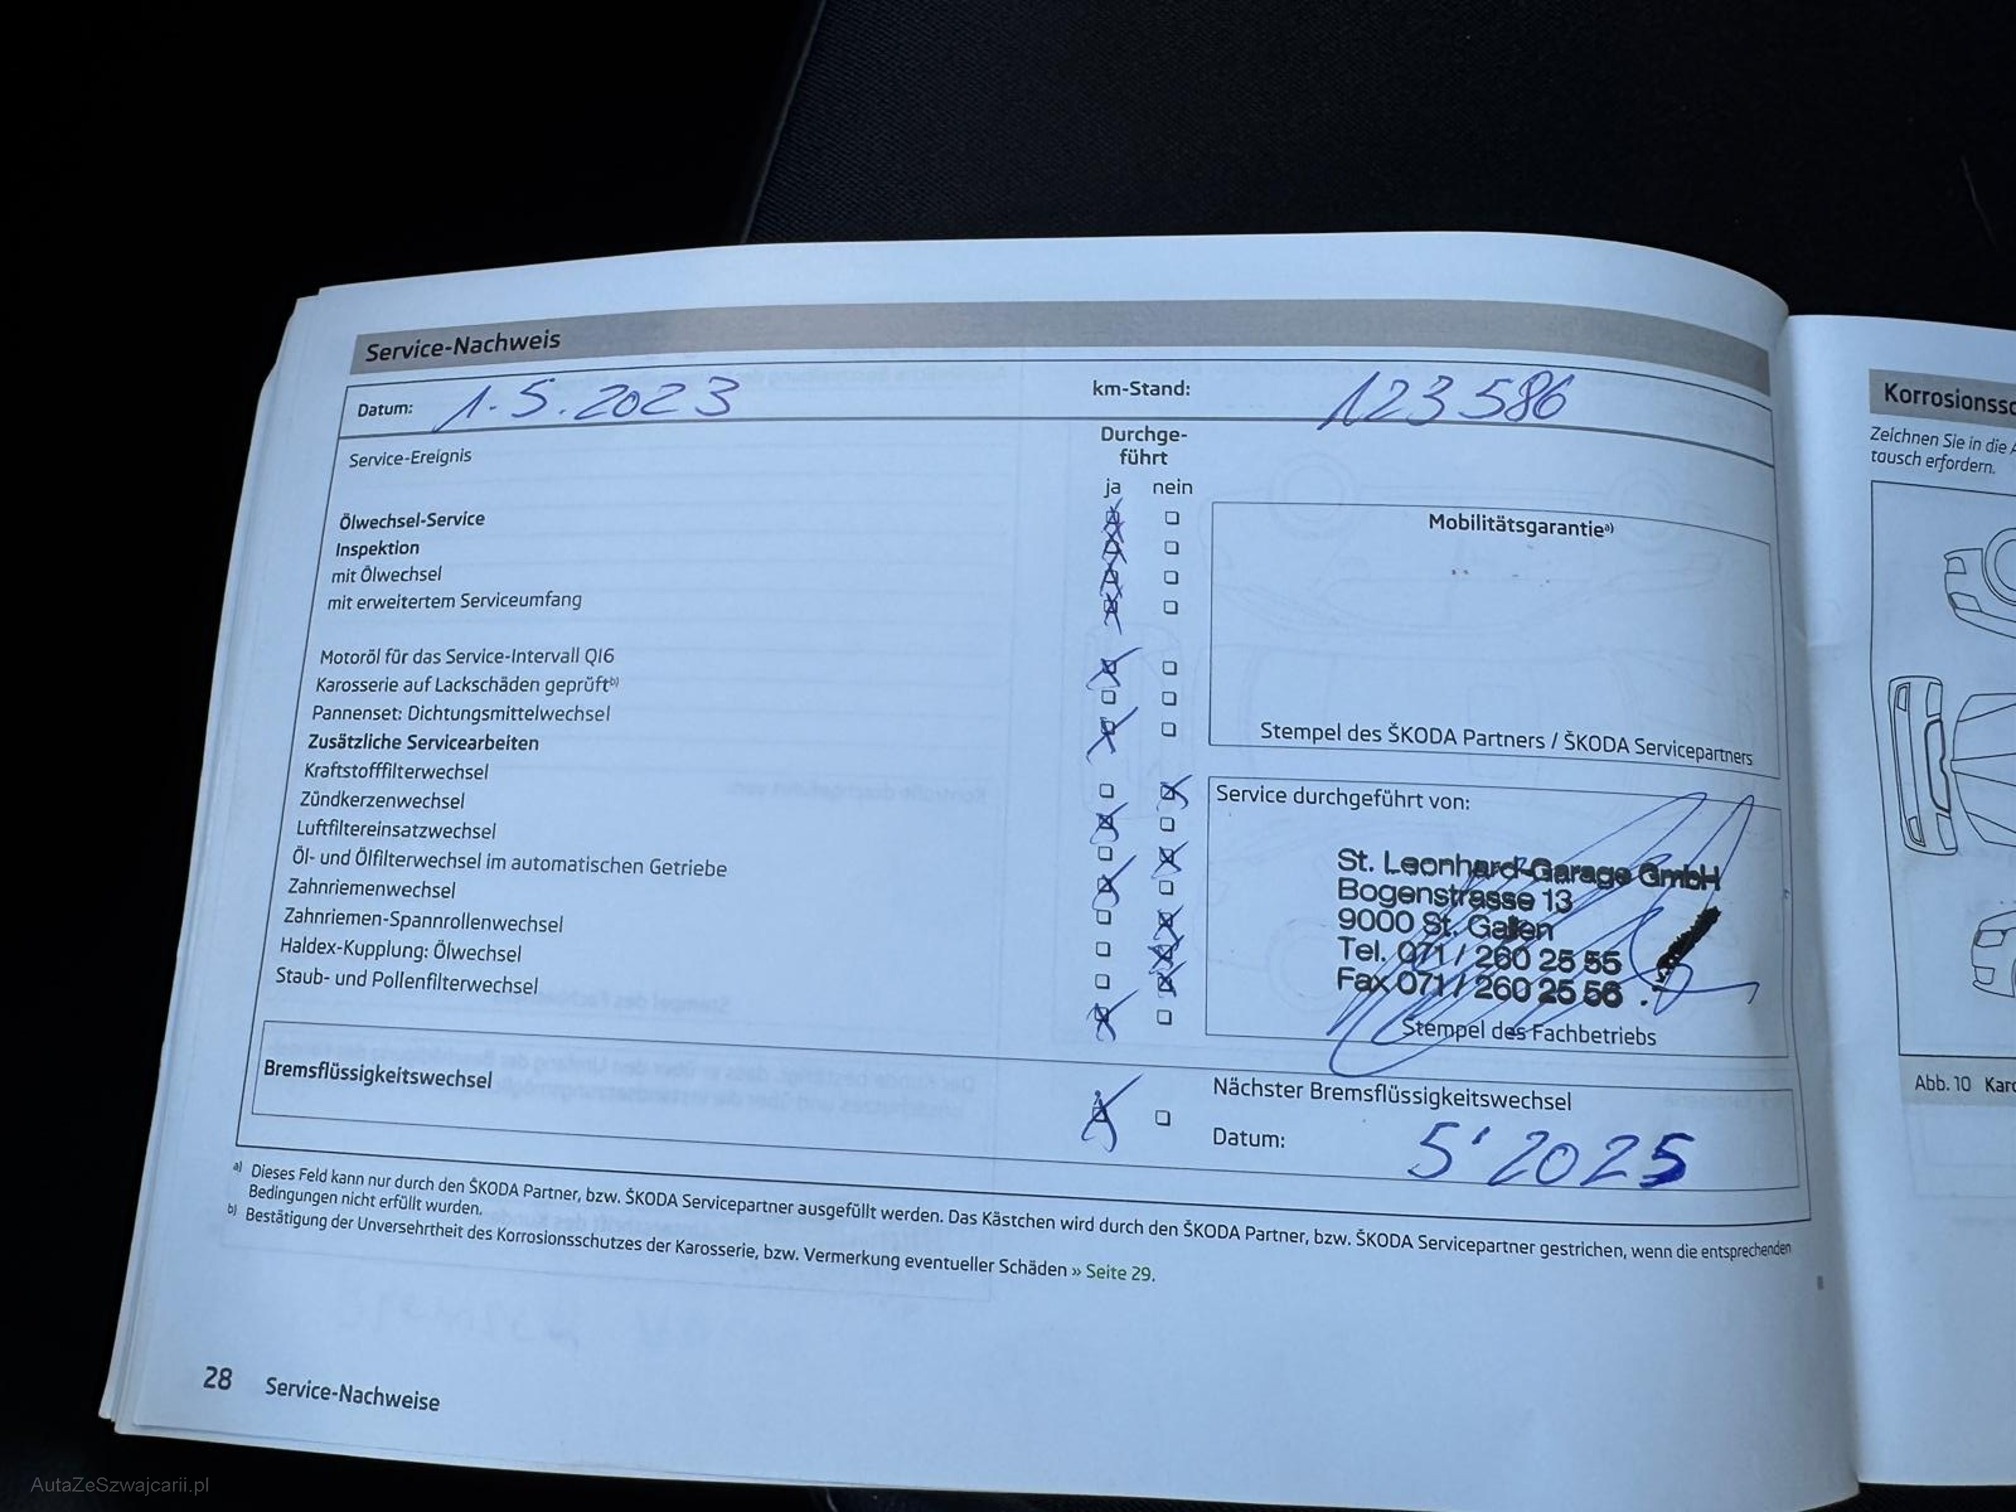 Service-Nachweis
Datum: 1.5.2023 km-Stand: 123 586
Service-Ereignis
Durchge-
führt
ja nein
Ölwechsel-Service
Inspektion
mit Ölwechsel
mit erweitertem Serviceumfang
Motoröl für das Service-Intervall QI6
Karosserie auf Lackschäden geprüft b)
Pannenset: Dichtungsmittelwechsel
Zusätzliche Servicearbeiten
Kraftstofffilterwechsel
Zündkerzenwechsel
Luftfiltereinsatzwechsel
Öl- und Ölfilterwechsel im automatischen Getriebe
Zahnriemenwechsel
Zahnriemen-Spannrollenwechsel
Haldex-Kupplung: Ölwechsel
Staub- und Pollenfilterwechsel
Mobilitätsgarantie a)
Stempel des ŠKODA Partners / ŠKODA Servicepartners
Service durchgeführt von:
St. Leonhard-Garage GmbH
Bogenstrasse 13
9000 St. Gallen
Tel. 071 / 260 25 55
Fax 071 / 260 25 56
Stempel des Fachbetriebs
Bremsflüssigkeitswechsel
Nächster Bremsflüssigkeitswechsel
Datum: 5' 2025
a) Dieses Feld kann nur durch den ŠKODA Partner, bzw. ŠKODA Servicepartner ausgefüllt werden. Das Kästchen wird durch den ŠKODA Partner, bzw. ŠKODA Servicepartner gestrichen, wenn die entsprechenden
Bedingungen nicht erfüllt wurden.
b) Bestätigung der Unversehrtheit des Korrosionsschutzes der Karosserie, bzw. Vermerkung eventueller Schäden » Seite 29.
28 Service-Nachweise
Zeichnen Sie in die
tausch erfordern.
Abb. 10
AutaZeSzwajcarii.pl